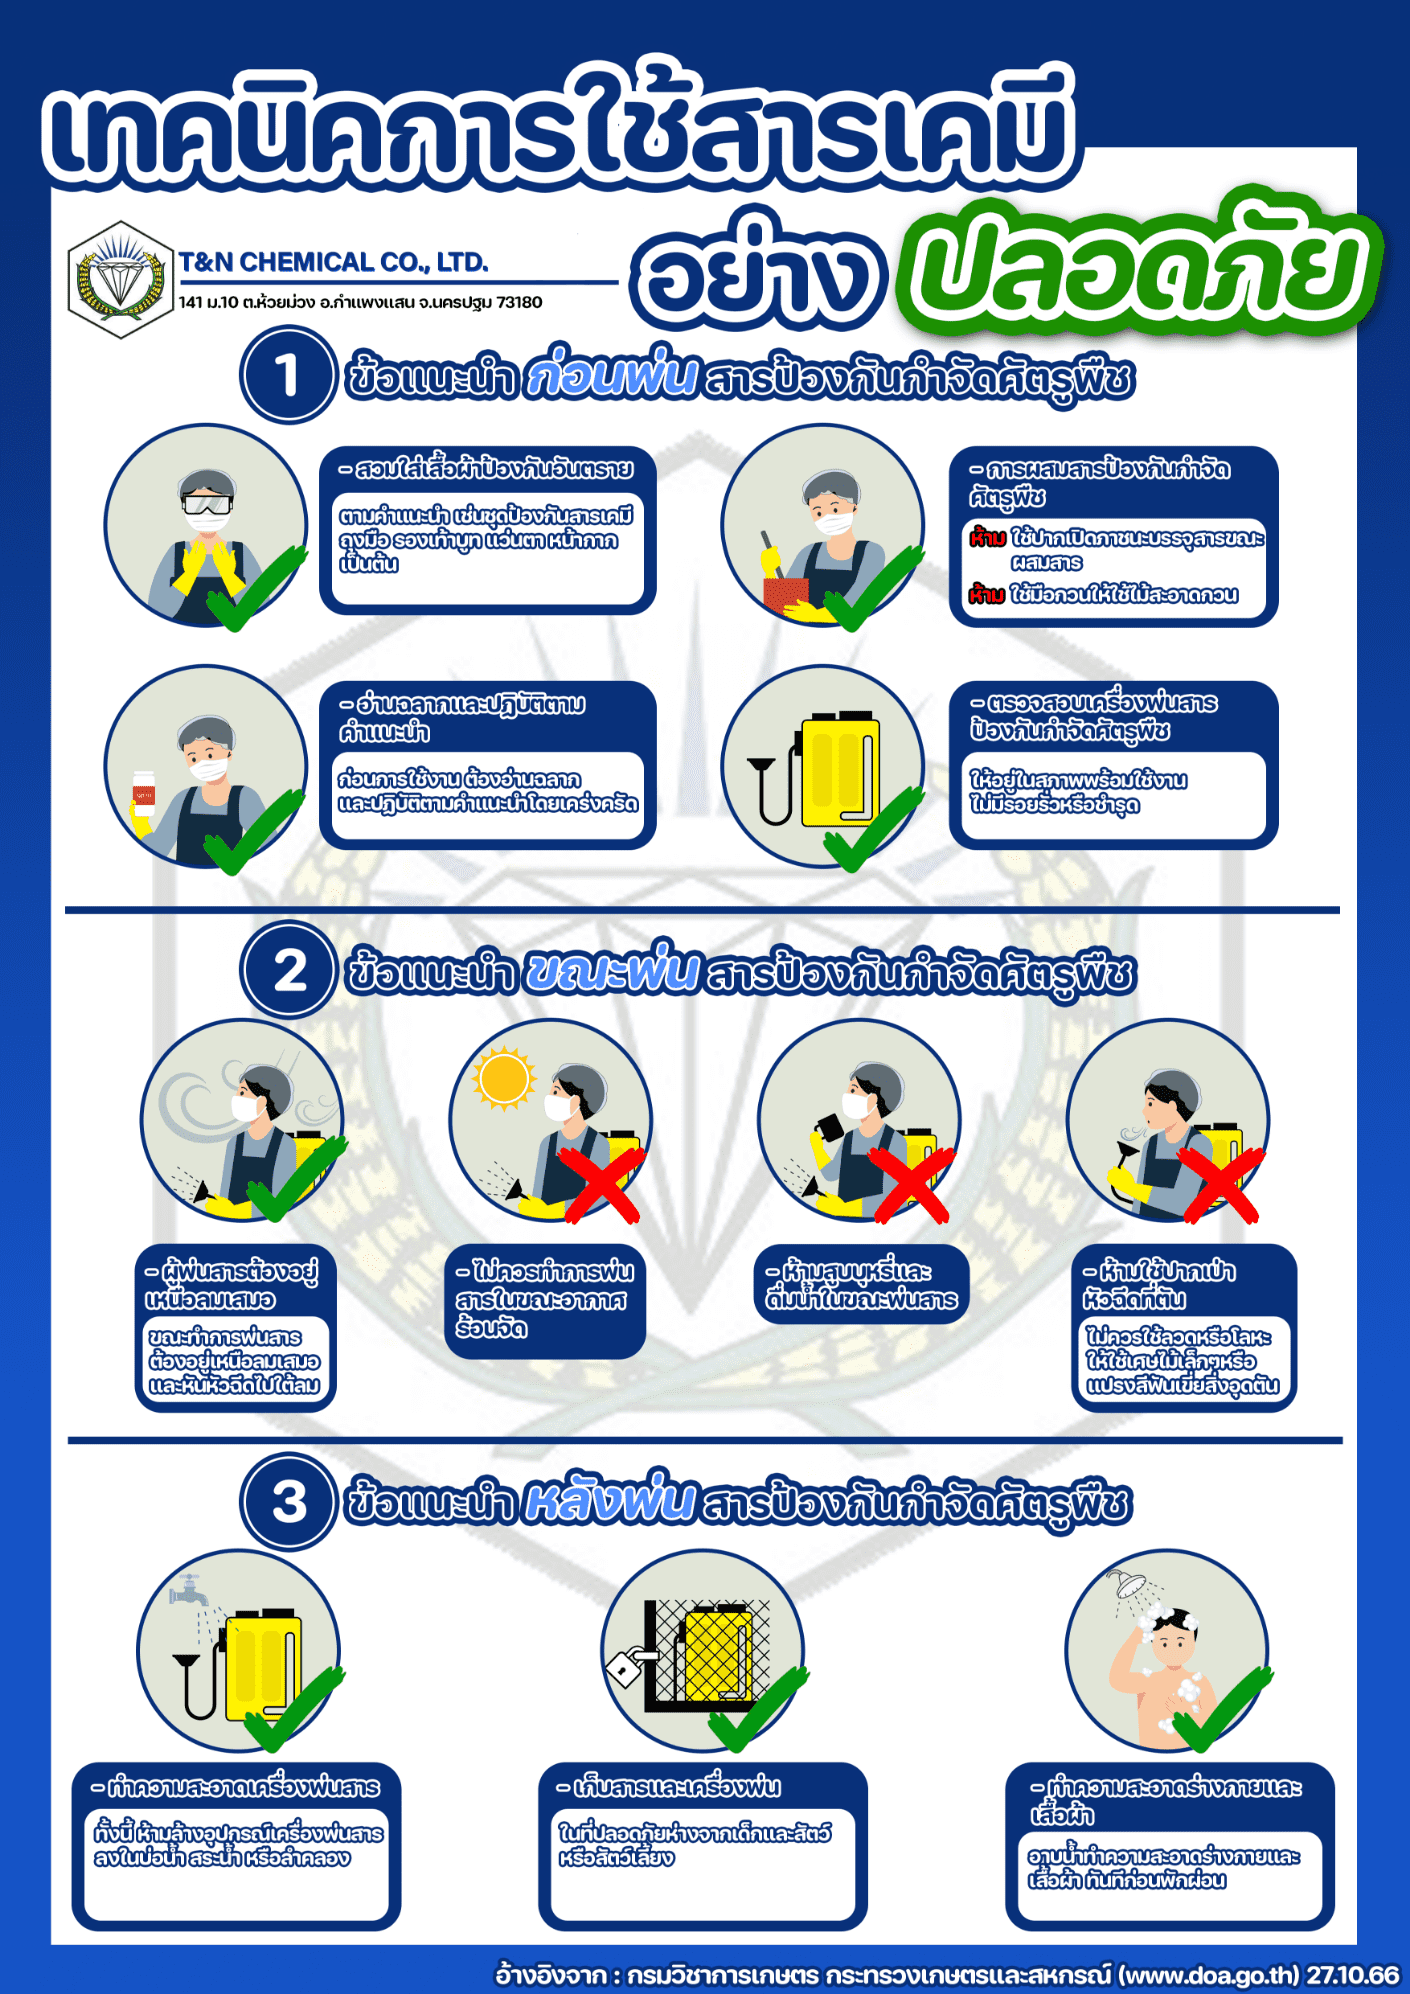 เทคนิคการใช้สารเคมี
อย่าง ปลอดภัย
T&N CHEMICAL CO., LTD.
141 ม.10 ต.ห้วยม่วง อ.กำแพงแสน จ.นครปฐม 73180
1 ข้อแนะนำ ก่อนพ่น สารป้องกันกำจัดศัตรูพืช
- สวมใส่เสื้อผ้าป้องกันอันตราย
ตามคำแนะนำ เช่นชุดป้องกันสารเคมี
ถุงมือ รองเท้าบูท แว่นตา หน้ากาก
เป็นต้น
- การผสมสารป้องกันกำจัด
ศัตรูพืช
ห้าม ใช้ปากเปิดภาชนะบรรจุสารขณะ
ผสมสาร
ห้าม ใช้มือกวนให้ใช้ไม้สะอาดกวน
- อ่านฉลากและปฏิบัติตาม
คำแนะนำ
ก่อนการใช้งาน ต้องอ่านฉลาก
และปฏิบัติตามคำแนะนำโดยเคร่งครัด
- ตรวจสอบเครื่องพ่นสาร
ป้องกันกำจัดศัตรูพืช
ให้อยู่ในสภาพพร้อมใช้งาน
ไม่มีรอยรั่วหรือชำรุด
2 ข้อแนะนำ ขณะพ่น สารป้องกันกำจัดศัตรูพืช
- ผู้พ่นสารต้องอยู่
เหนือลมเสมอ
ขณะทำการพ่นสาร
ต้องอยู่เหนือลมเสมอ
และหันหัวฉีดไปใต้ลม
- ไม่ควรทำการพ่น
สารในขณะอากาศ
ร้อนจัด
- ห้ามสูบบุหรี่และ
ดื่มน้ำในขณะพ่นสาร
- ห้ามใช้ปากเป่า
หัวฉีดที่ตัน
ไม่ควรใช้ลวดหรือโลหะ
ให้ใช้เศษไม้เล็กๆหรือ
แปรงสีฟันเขี่ยสิ่งอุดตัน
3 ข้อแนะนำ หลังพ่น สารป้องกันกำจัดศัตรูพืช
- ทำความสะอาดเครื่องพ่นสาร
ทั้งนี้ ห้ามล้างอุปกรณ์เครื่องพ่นสาร
ลงในบ่อน้ำ สระน้ำ หรือลำคลอง
- เก็บสารและเครื่องพ่น
ในที่ปลอดภัยห่างจากเด็กและสัตว์
หรือสัตว์เลี้ยง
- ทำความสะอาดร่างกายและ
เสื้อผ้า
อาบน้ำทำความสะอาดร่างกายและ
เสื้อผ้า ทันทีก่อนพักผ่อน
อ้างอิงจาก : กรมวิชาการเกษตร กระทรวงเกษตรและสหกรณ์ (www.doa.go.th) 27.10.66